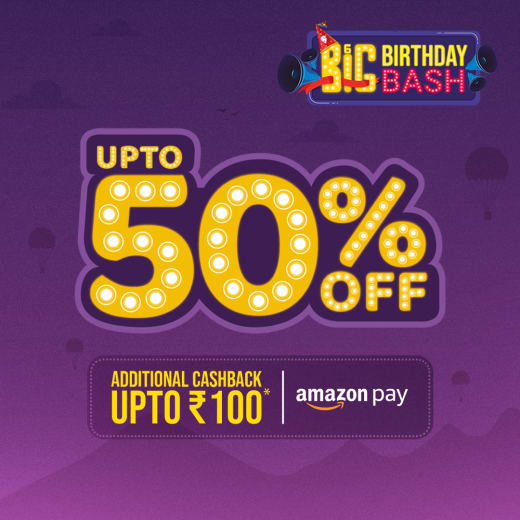 BIG BIRTHDAY
BASH
UPTO
50%
OFF
ADDITIONAL CASHBACK
UPTO ₹100*
amazon pay